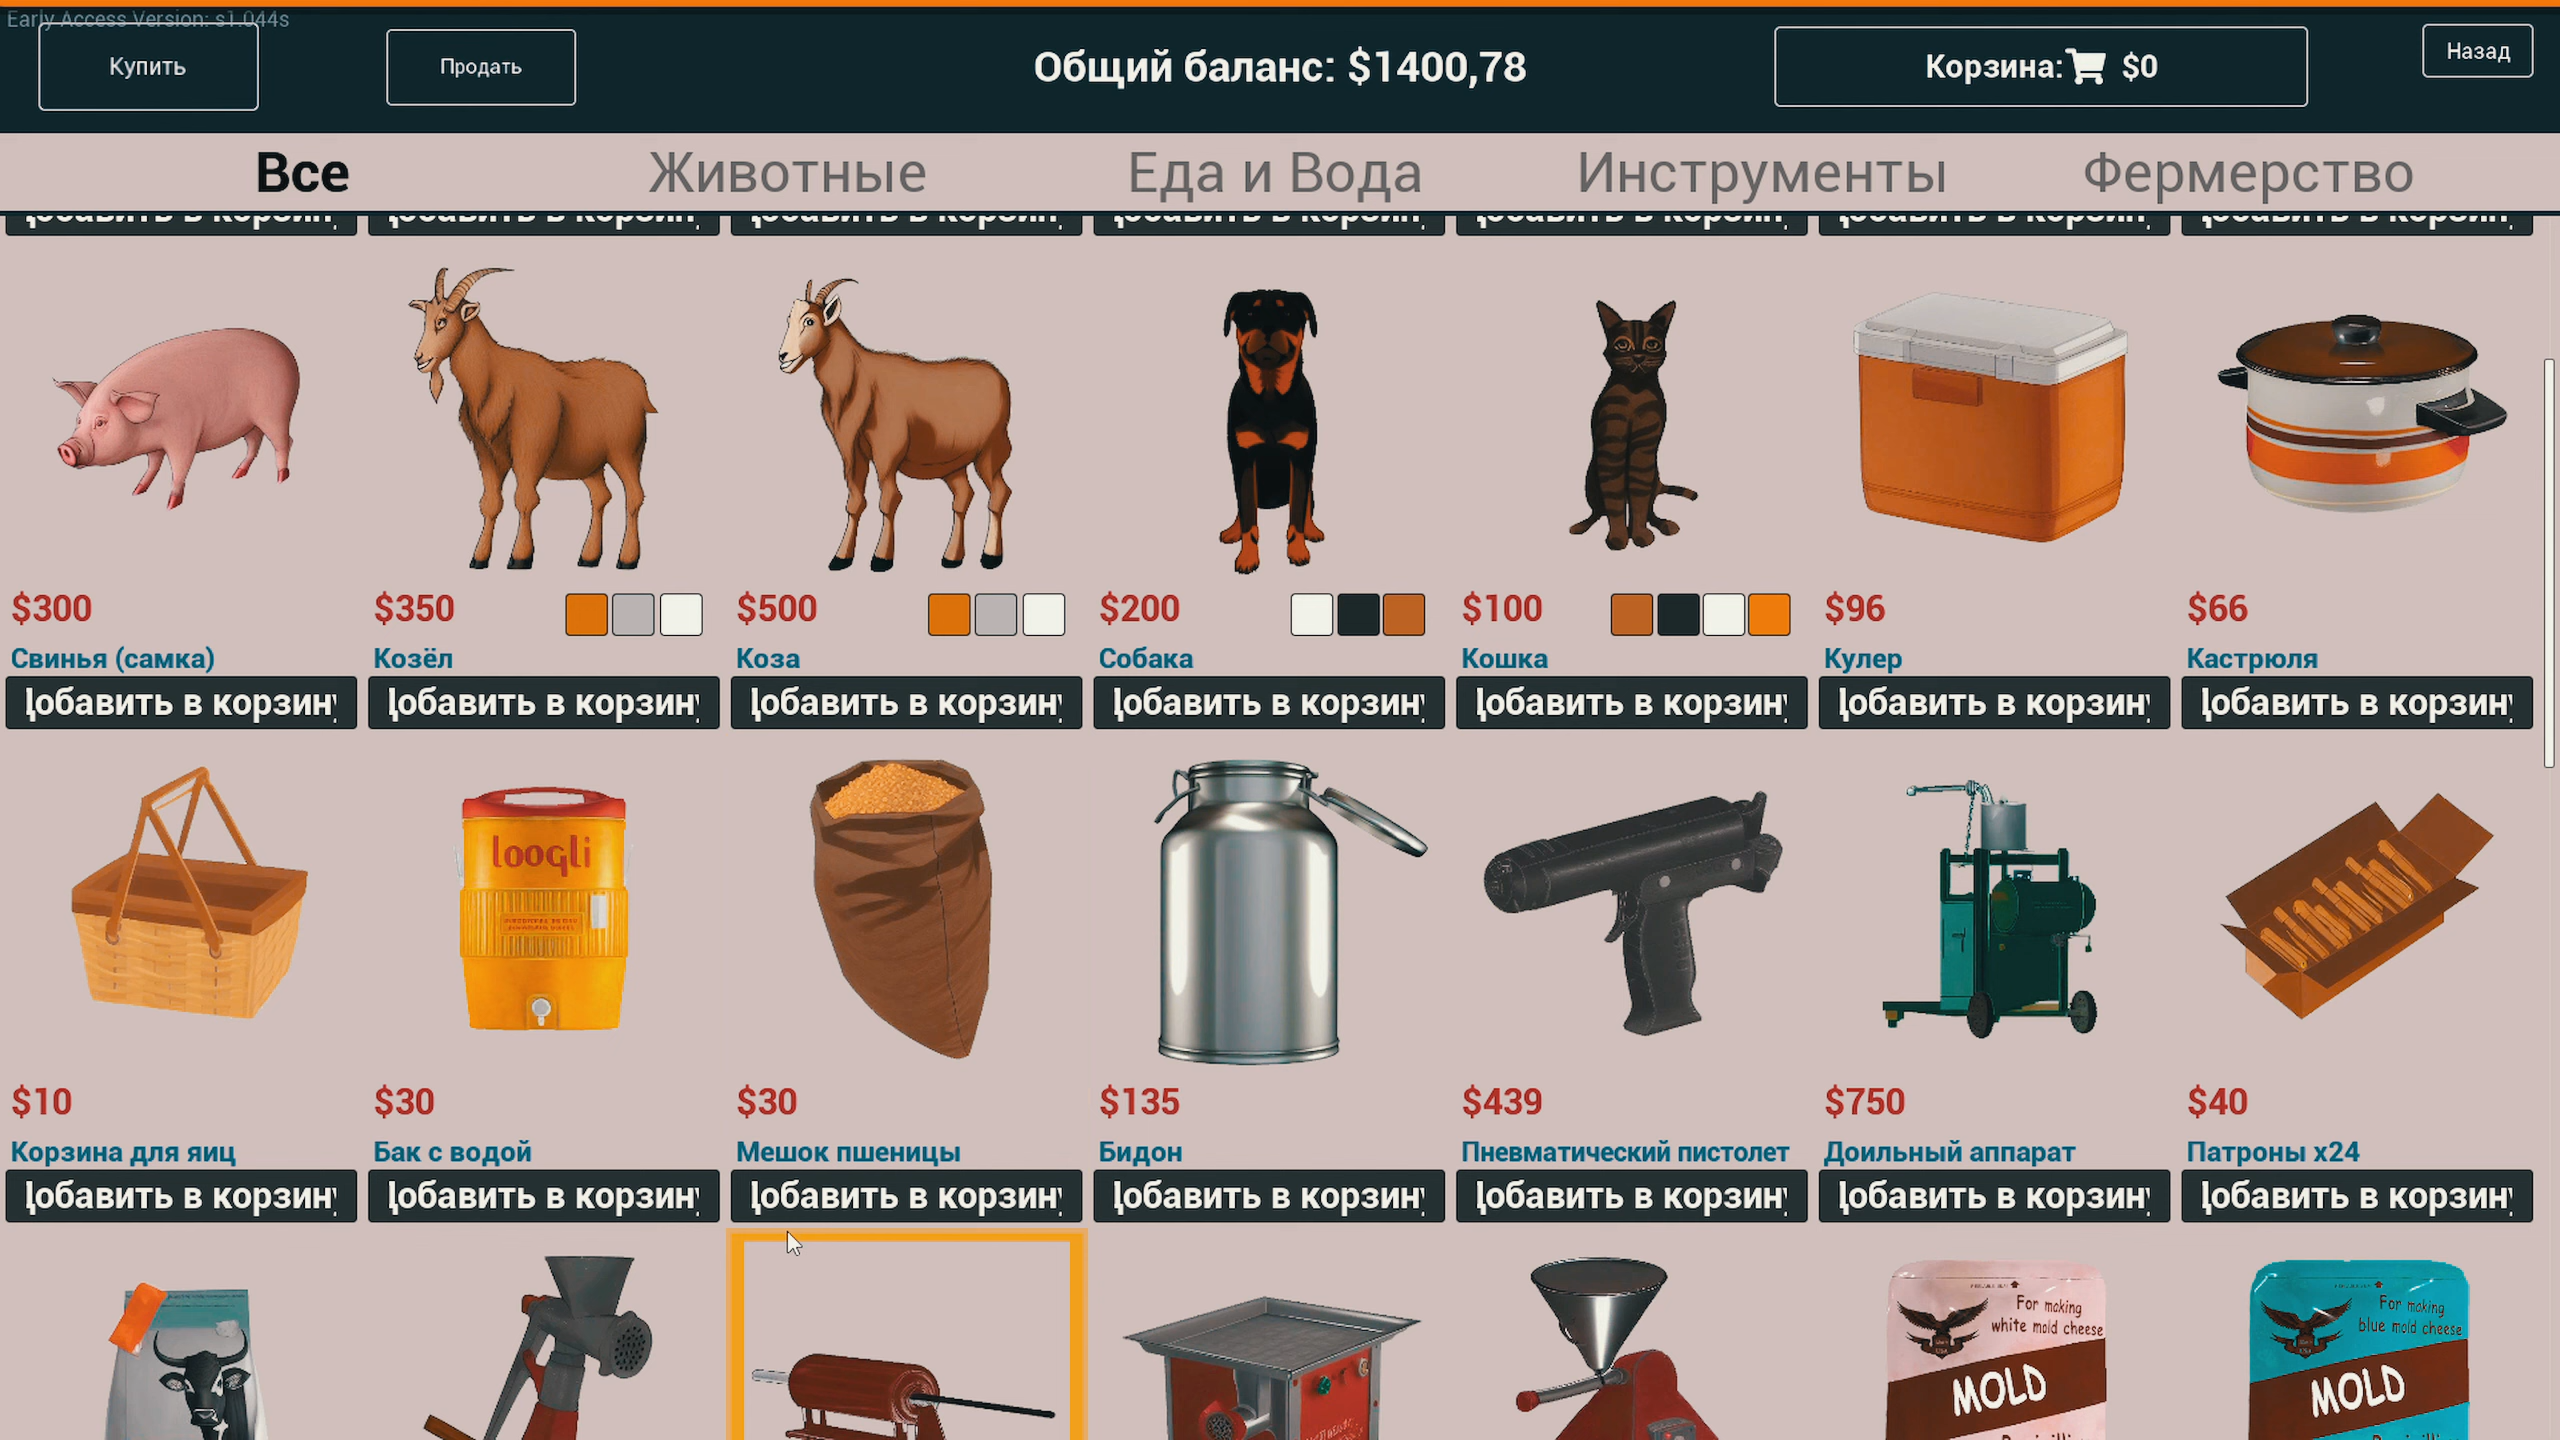 Early Access Version: s1.044s
Купить
Продать
Общий баланс: $1400,78
Корзина: $0
Назад
Все
Животные
Еда и Вода
Инструменты
Фермерство
$300
$350
$500
$200
$100
$96
$66
Свинья (самка)
Козёл
Коза
Собака
Кошка
Кулер
Кастрюля
Добавить в корзину
Добавить в корзину
Добавить в корзину
Добавить в корзину
Добавить в корзину
Добавить в корзину
Добавить в корзину
loogli
$10
$30
$30
$135
$439
$750
$40
Корзина для яиц
Бак с водой
Мешок пшеницы
Бидон
Пневматический пистолет
Доильный аппарат
Патроны x24
Добавить в корзину
Добавить в корзину
Добавить в корзину
Добавить в корзину
Добавить в корзину
Добавить в корзину
Добавить в корзину
For making
white mold cheese
MOLD
For making
blue mold cheese
MOLD